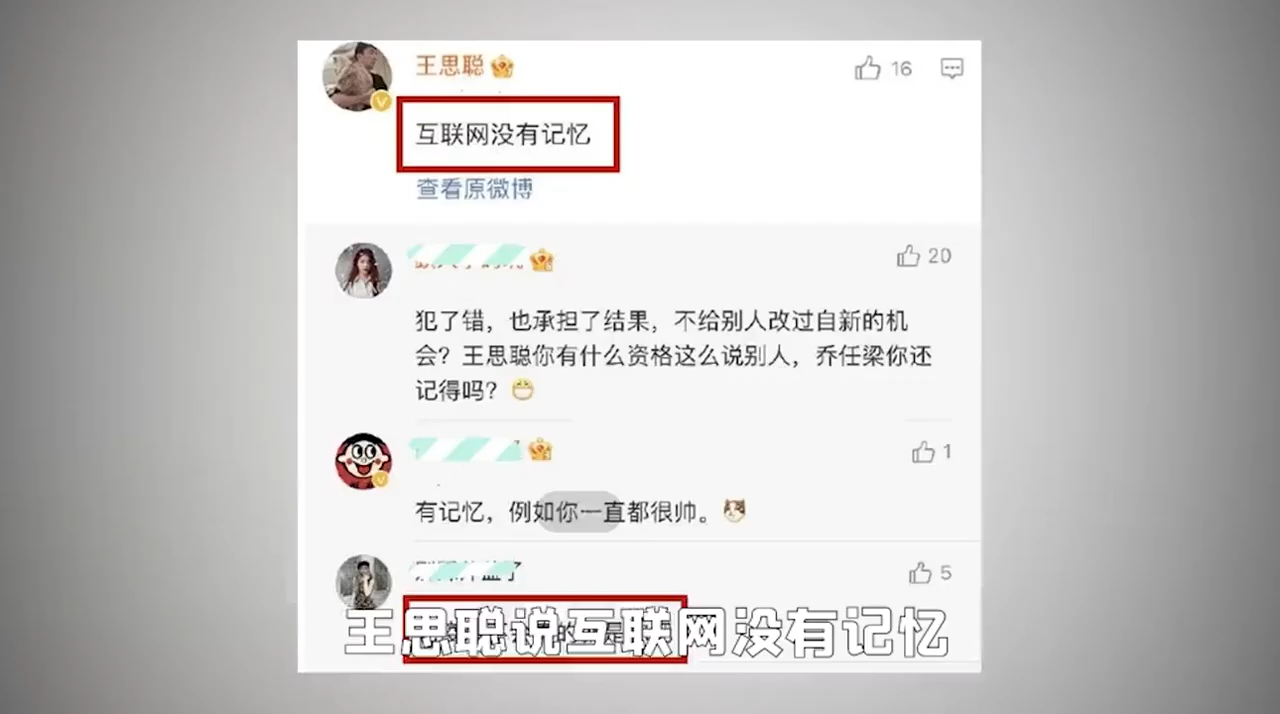 王思聪
16
互联网没有记忆
查看原微博
20
犯了错，也承担了结果，不给别人改过自新的机
会？王思聪你有什么资格这么说别人，乔任梁你还
记得吗？
1
有记忆，例如你一直都很帅。
5
王思聪说互联网没有记忆